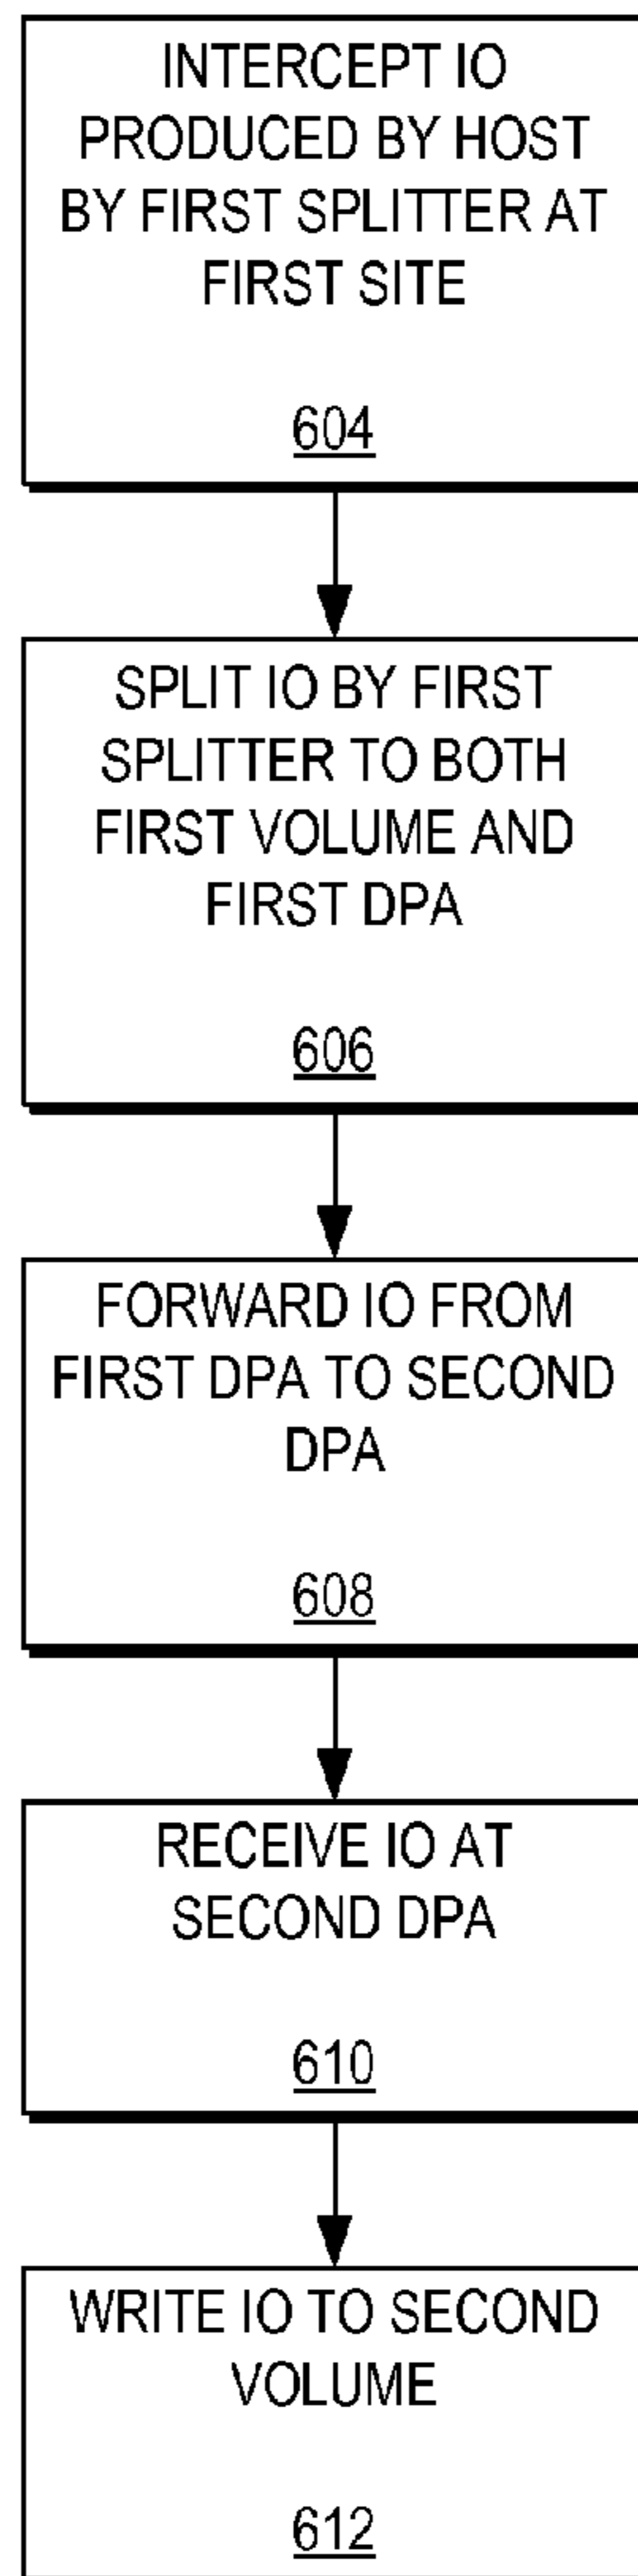 INTERCEPT IO
PRODUCED BY HOST
BY FIRST SPLITTER AT
FIRST SITE
604
SPLIT IO BY FIRST
SPLITTER TO BOTH
FIRST VOLUME AND
FIRST DPA
606
FORWARD IO FROM
FIRST DPA TO SECOND
DPA
608
RECEIVE IO AT
SECOND DPA
610
WRITE IO TO SECOND
VOLUME
612